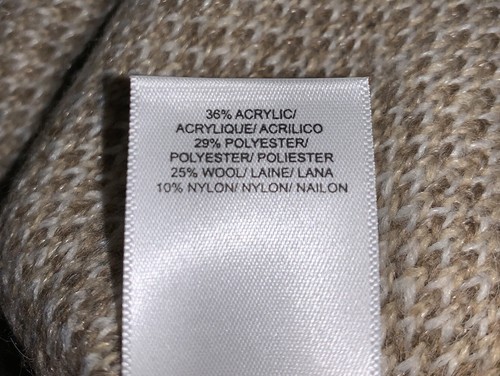 36% ACRYLIC/
ACRYLIQUE/ ACRILICO
29% POLYESTER/
POLYESTER/ POLIESTER
25% WOOL/ LAINE/ LANA
10% NYLON/ NYLON/ NAILON